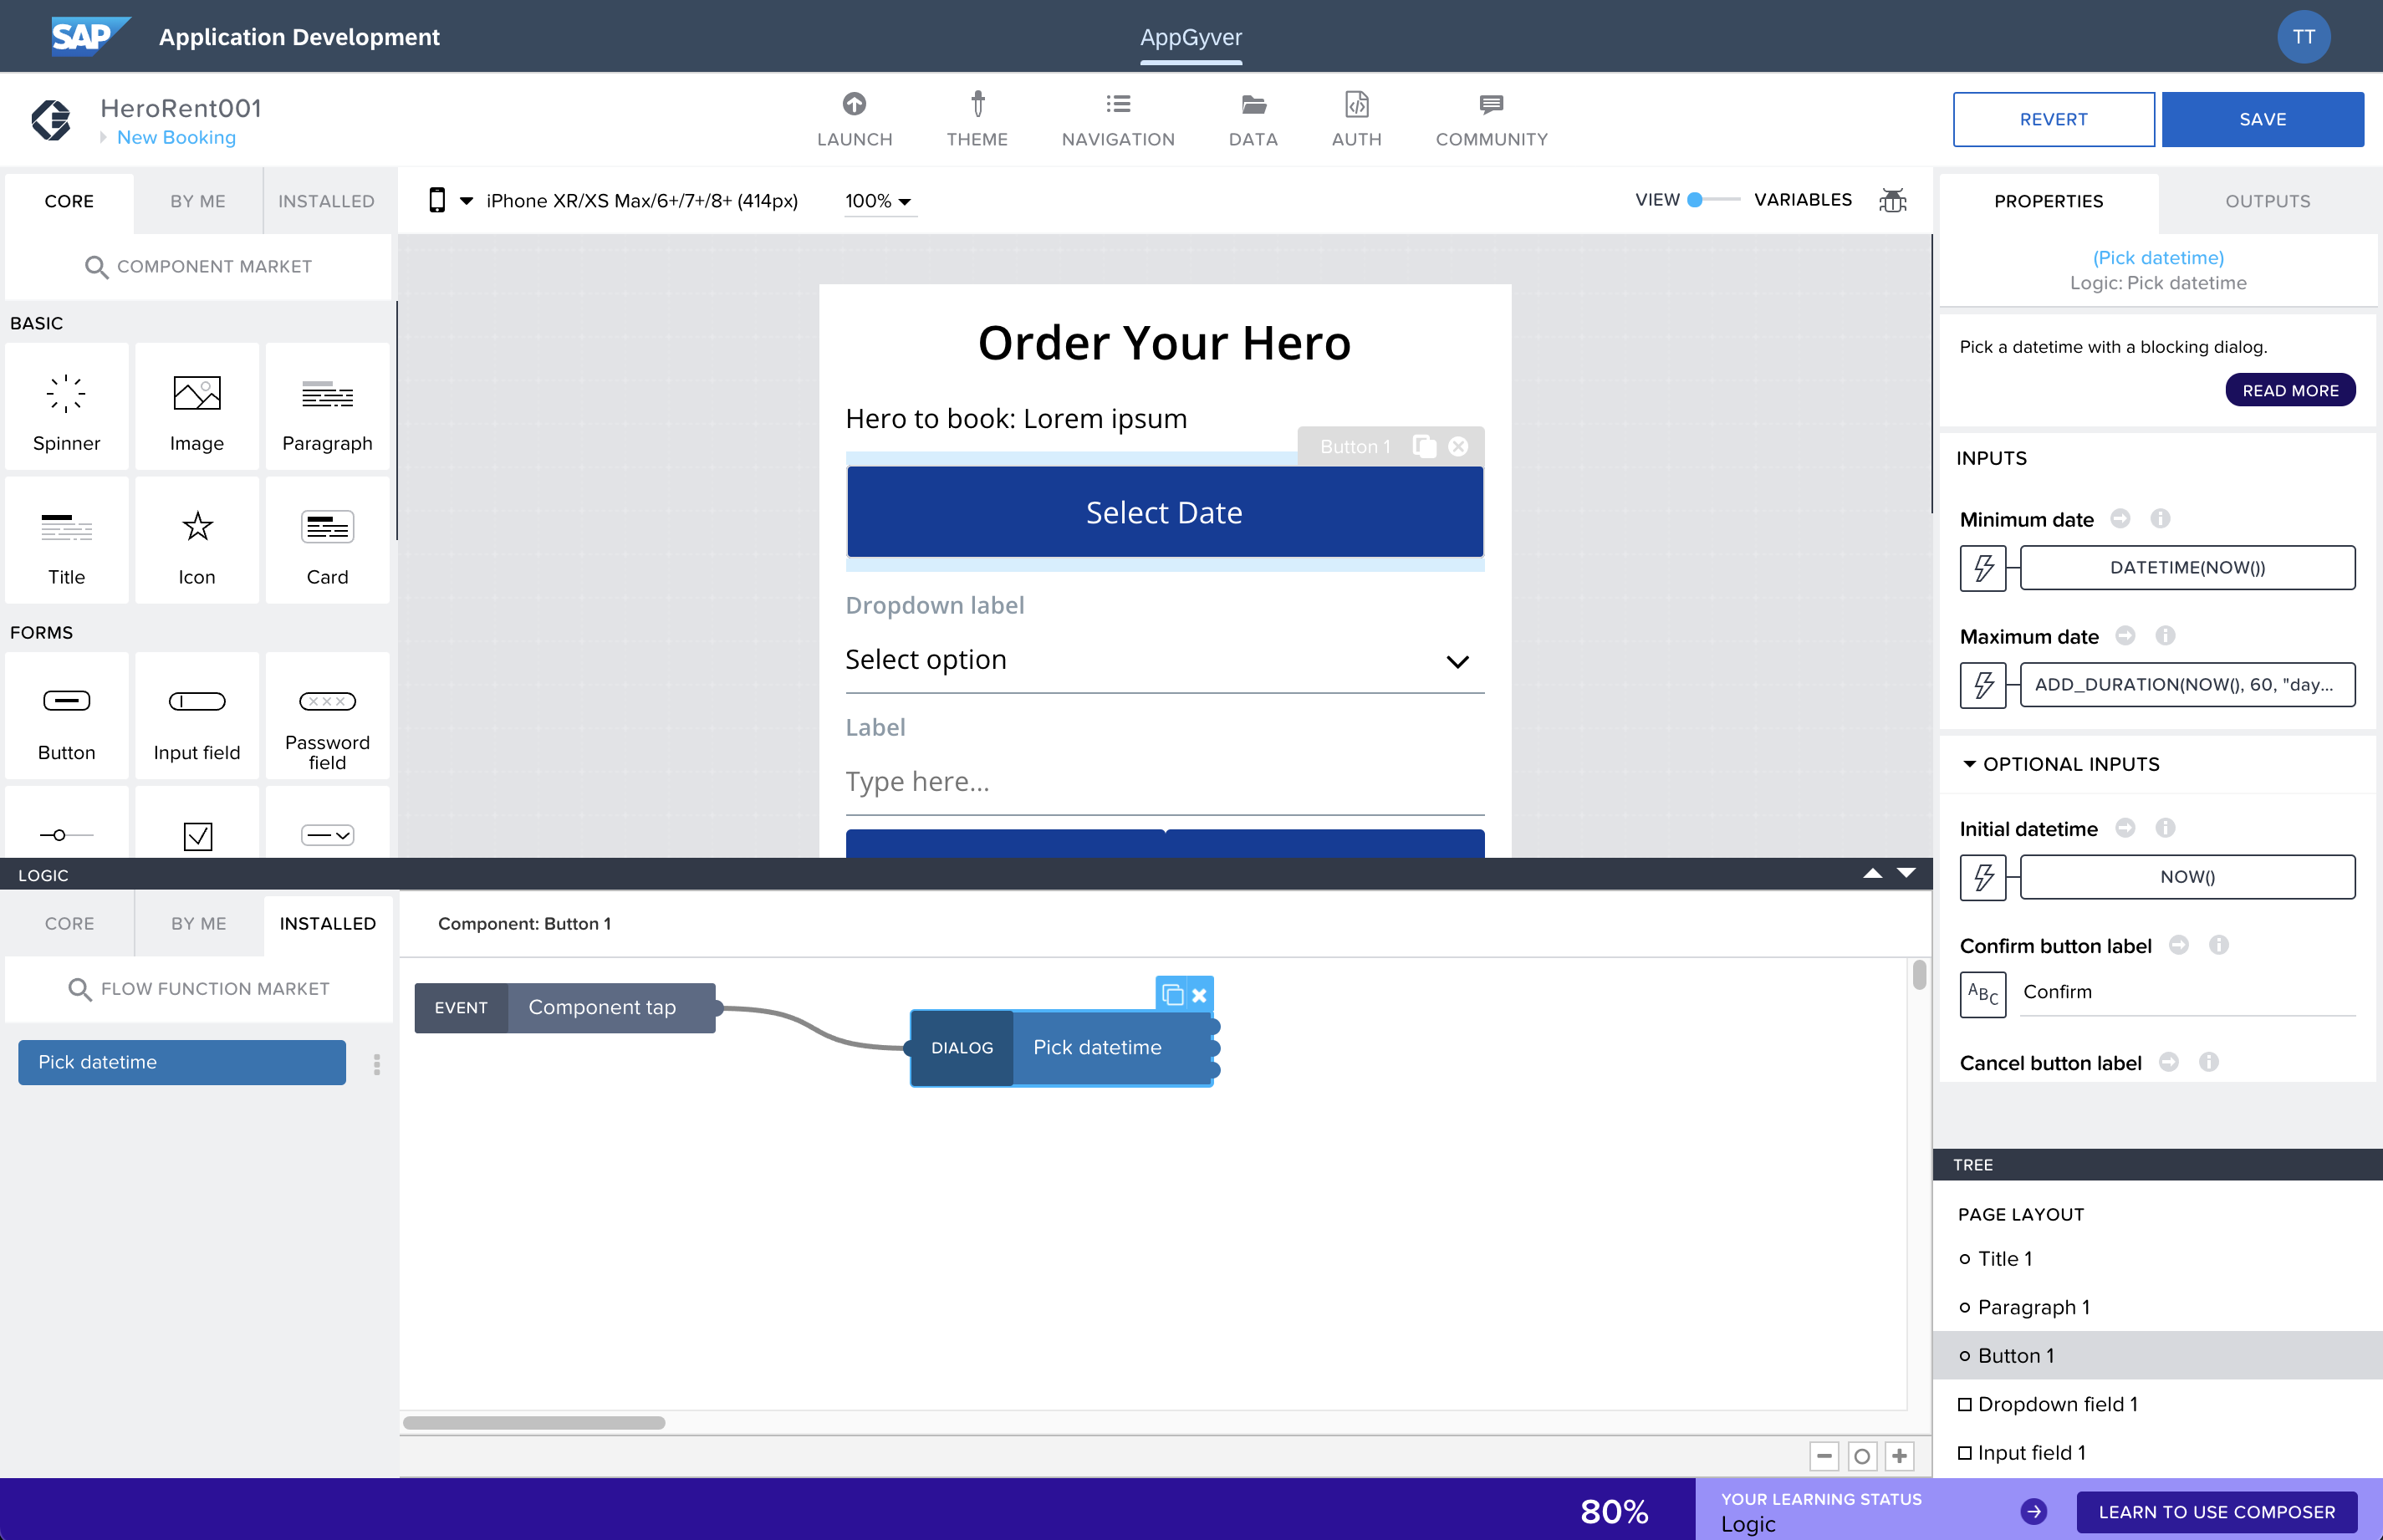 SAP Application Development
AppGyver
TT
HeroRent001
New Booking
LAUNCH
THEME
NAVIGATION
DATA
AUTH
COMMUNITY
REVERT
SAVE
CORE
BY ME
INSTALLED
COMPONENT MARKET
BASIC
Spinner
Image
Paragraph
Title
Icon
Card
FORMS
Button
Input field
Password
field
iPhone XR/XS Max/6+/7+/8+ (414px)
100%
VIEW
VARIABLES
Order Your Hero
Hero to book: Lorem ipsum
Button 1
Select Date
Dropdown label
Select option
Label
Type here...
PROPERTIES
OUTPUTS
(Pick datetime)
Logic: Pick datetime
Pick a datetime with a blocking dialog.
READ MORE
INPUTS
Minimum date
DATETIME(NOW())
Maximum date
ADD_DURATION(NOW(), 60, "day...
OPTIONAL INPUTS
Initial datetime
NOW()
Confirm button label
ABC
Confirm
Cancel button label
LOGIC
CORE
BY ME
INSTALLED
FLOW FUNCTION MARKET
Pick datetime
Component: Button 1
EVENT
Component tap
DIALOG
Pick datetime
TREE
PAGE LAYOUT
Title 1
Paragraph 1
Button 1
Dropdown field 1
Input field 1
80%
YOUR LEARNING STATUS
Logic
LEARN TO USE COMPOSER